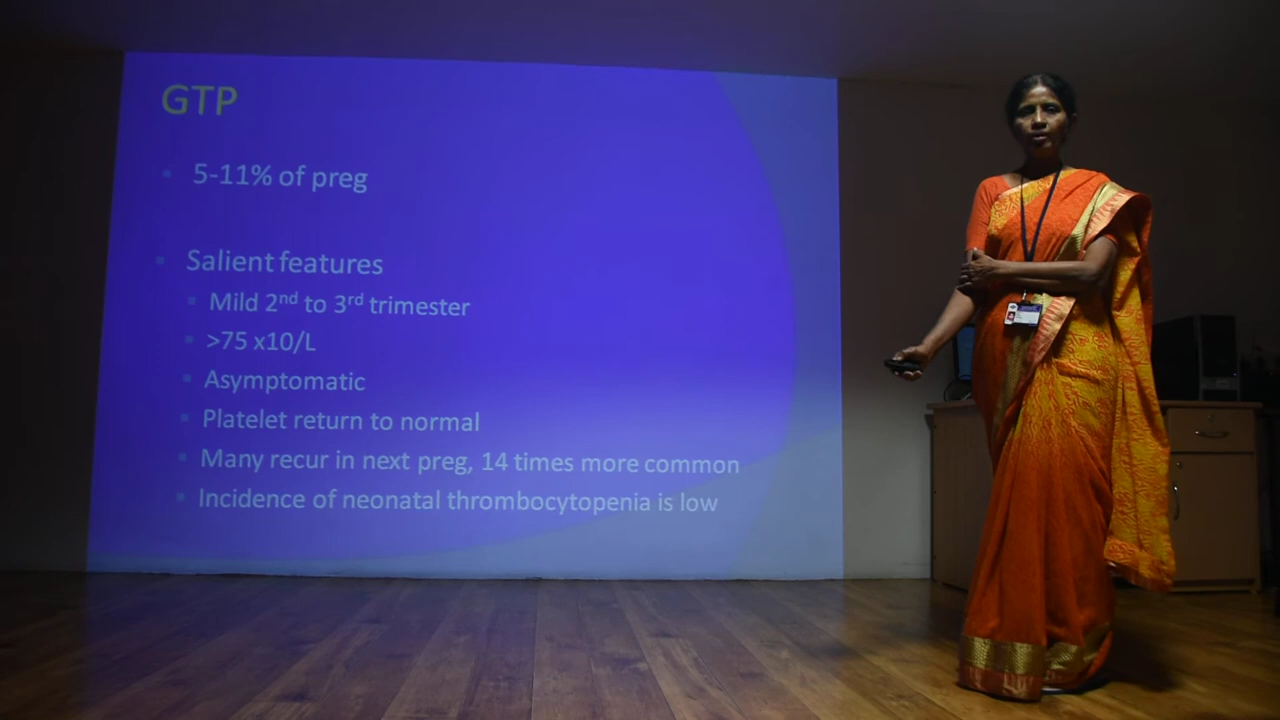 GTP
5-11% of preg
Salient features
Mild 2nd to 3rd trimester
>75 x10/L
Asymptomatic
Platelet return to normal
Many recur in next preg, 14 times more common
Incidence of neonatal thrombocytopenia is low